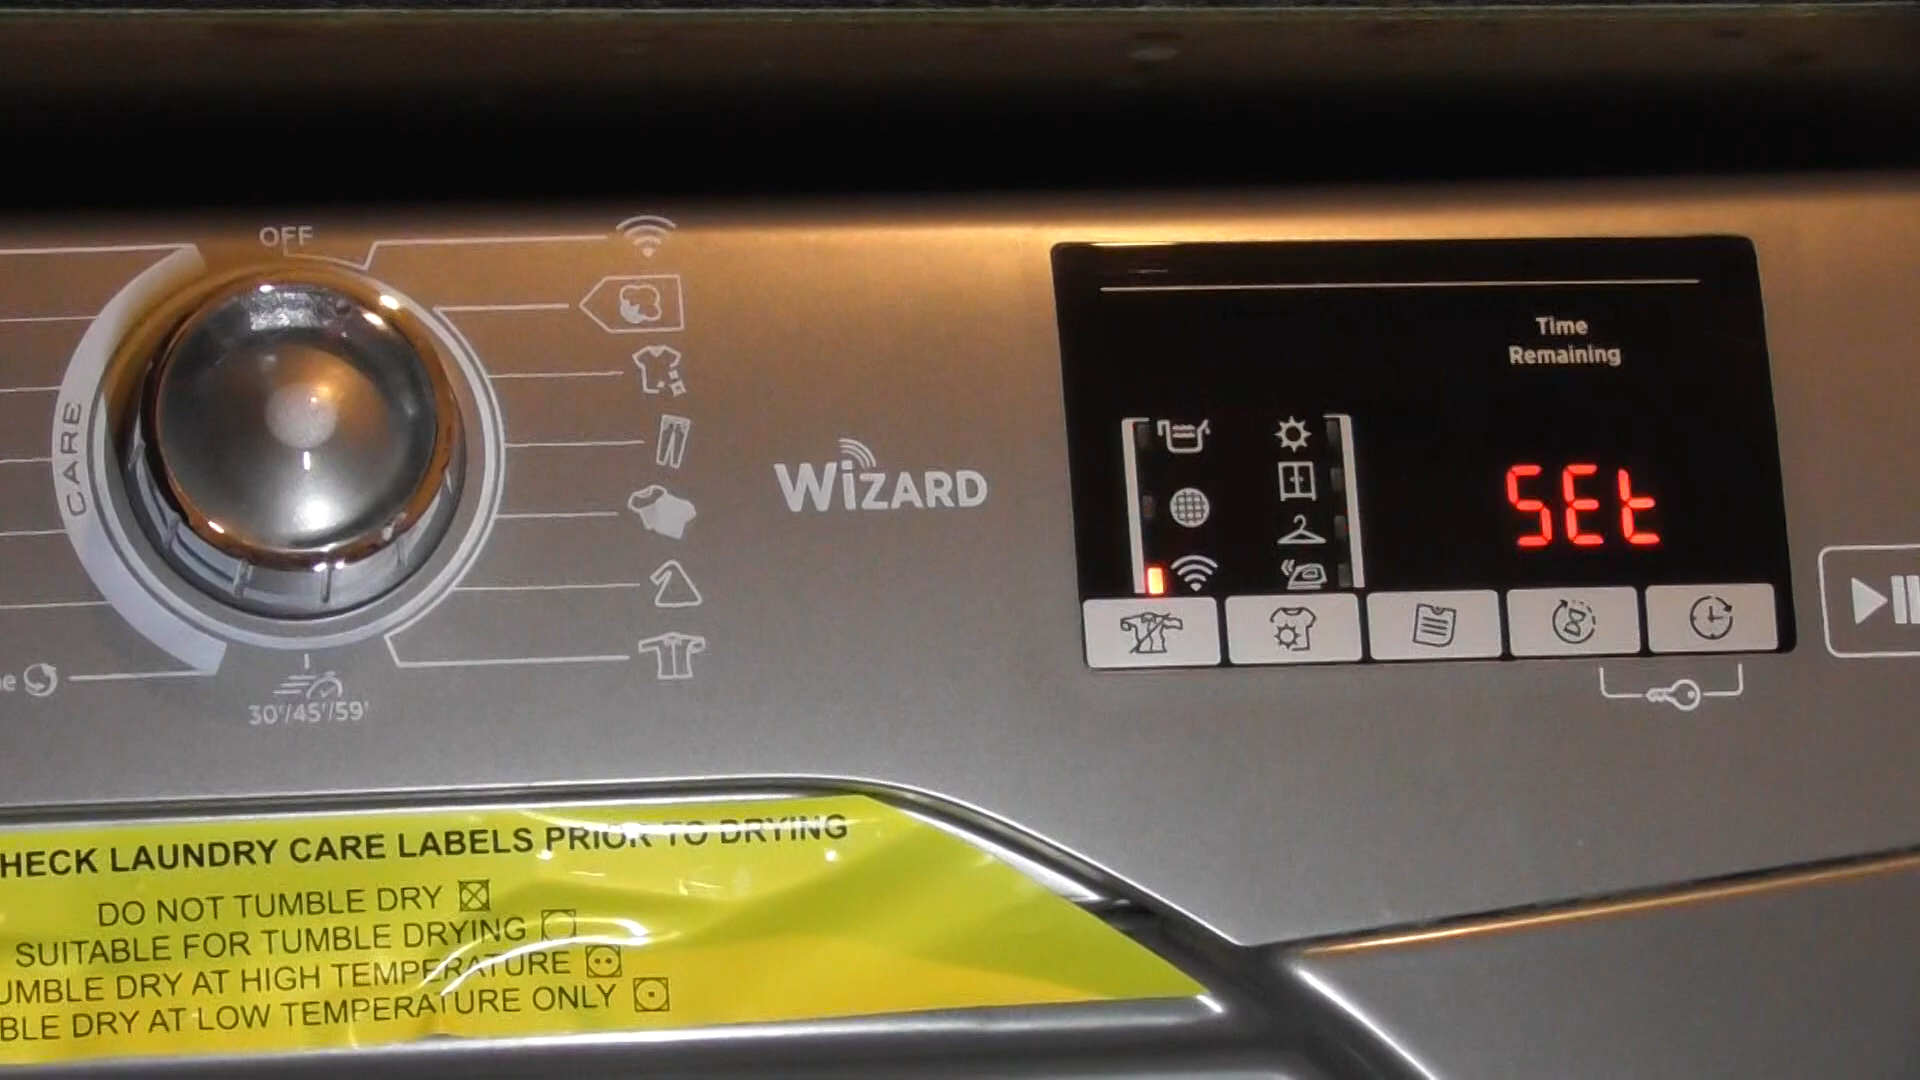 OFF
CARE
30'/45'/59'
WiZARD
Time
Remaining
SEt
HECK LAUNDRY CARE LABELS PRIOR TO DRYING
DO NOT TUMBLE DRY
SUITABLE FOR TUMBLE DRYING
UMBLE DRY AT HIGH TEMPERATURE
BLE DRY AT LOW TEMPERATURE ONLY